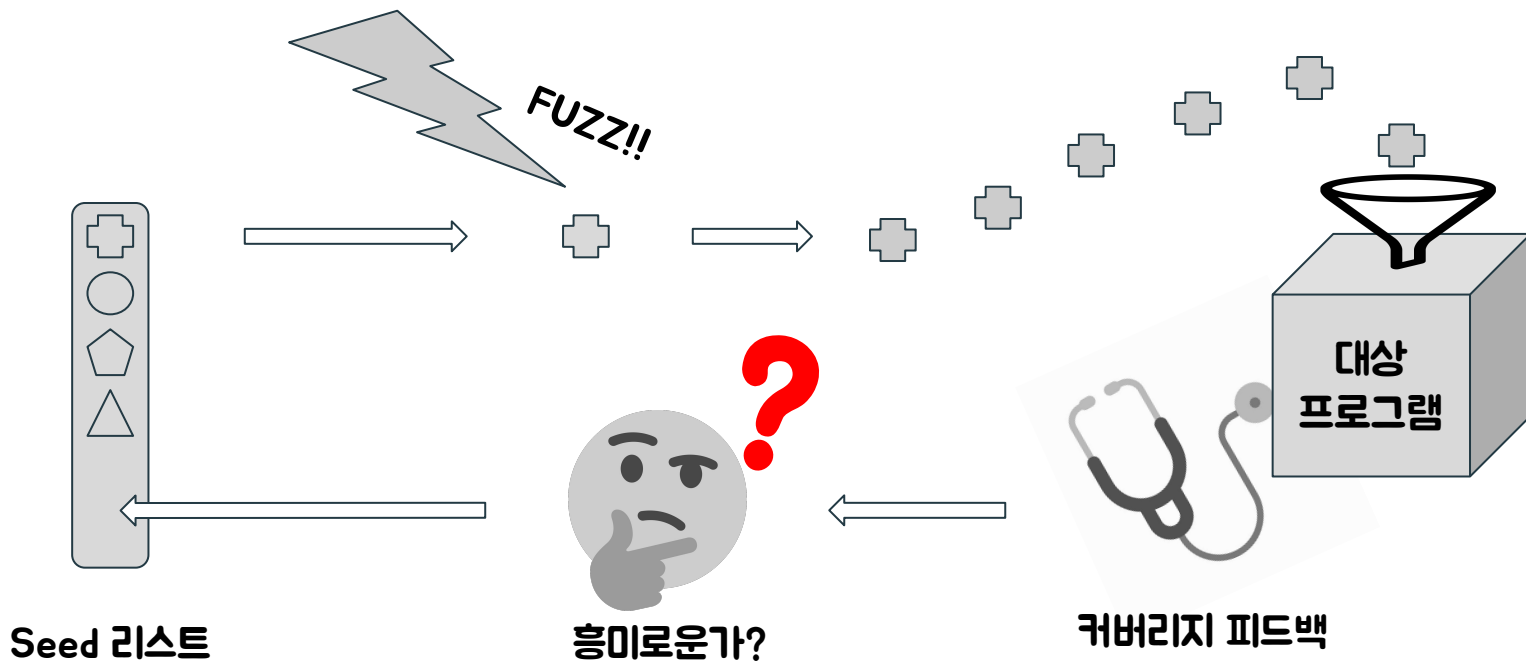 FUZZ!!
대상
프로그램
Seed 리스트
흥미로운가?
커버리지 피드백